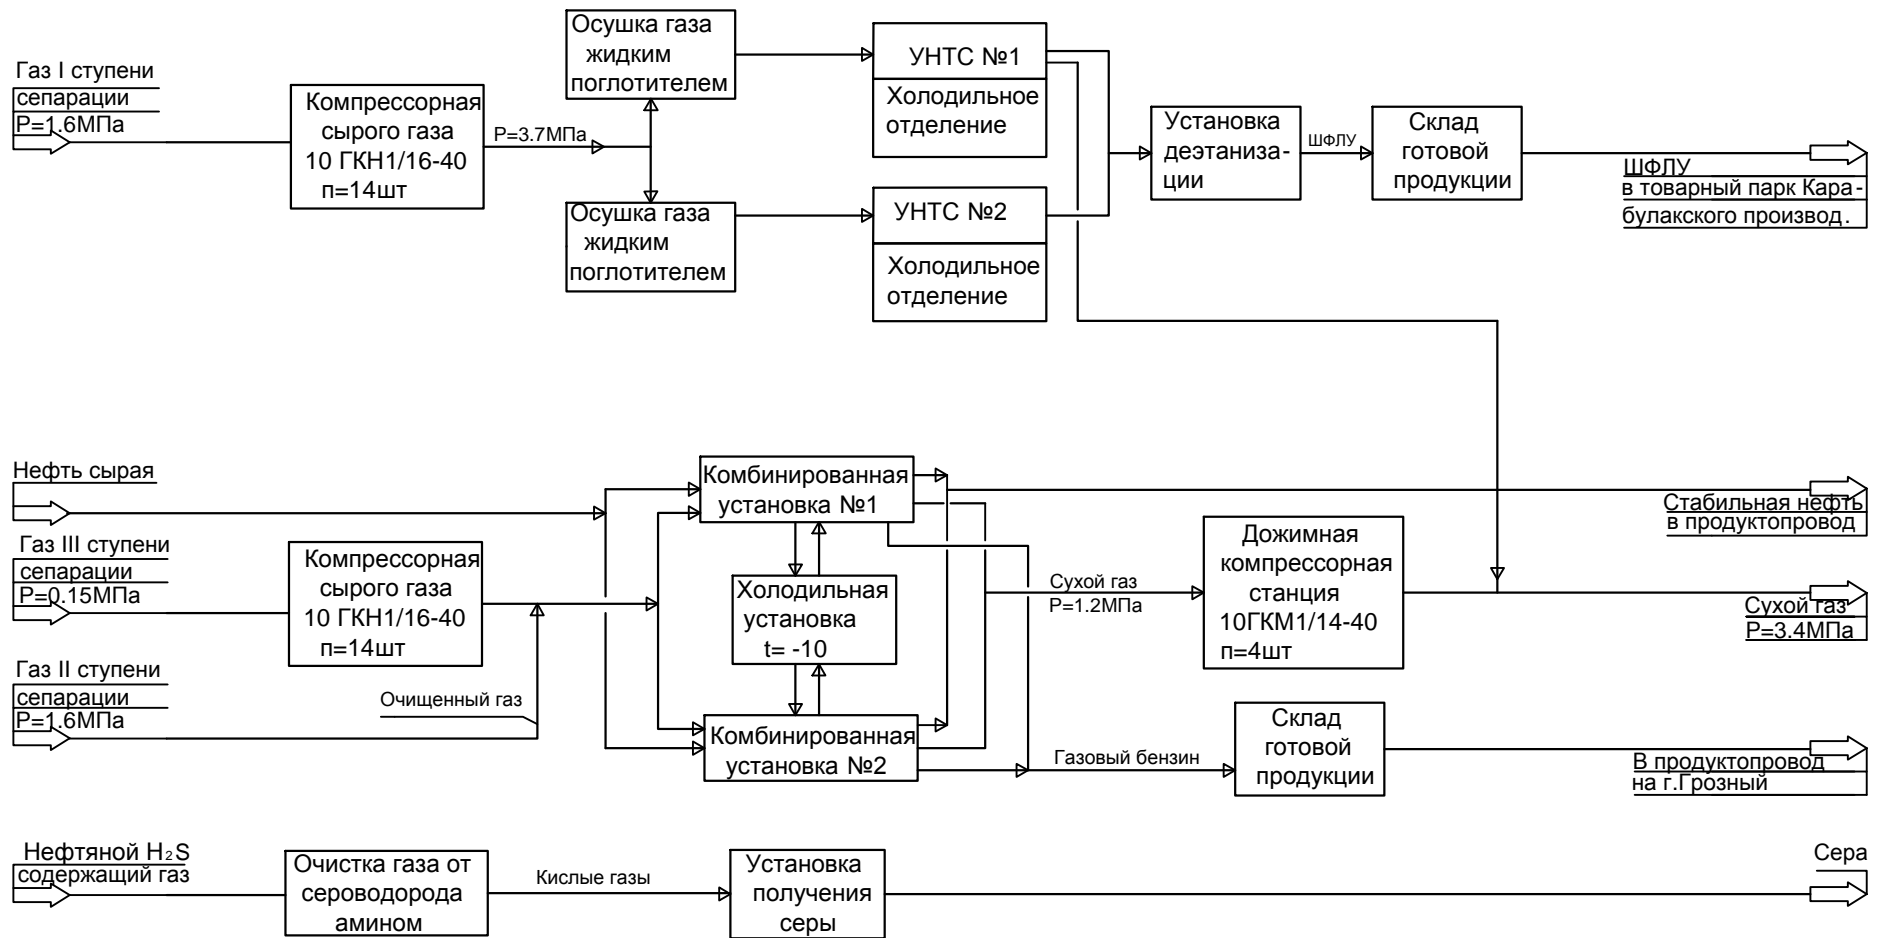 Газ I ступени
сепарации
P=1.6МПа
Компрессорная
сырого газа
10 ГКН1/16-40
п=14шт
P=3.7МПа
Осушка газа
жидким
поглотителем
Осушка газа
жидким
поглотителем
УНТС №1
Холодильное
отделение
УНТС №2
Холодильное
отделение
Установка
деэтаниза-
ции
ШФЛУ
Склад
готовой
продукции
ШФЛУ
в товарный парк Кара-
булакского производ.
Нефть сырая
Газ III ступени
сепарации
P=0.15МПа
Компрессорная
сырого газа
10 ГКН1/16-40
п=14шт
Газ II ступени
сепарации
P=1.6МПа
Очищенный газ
Комбинированная
установка №1
Холодильная
установка
t= -10
Комбинированная
установка №2
Сухой газ
P=1.2МПа
Дожимная
компрессорная
станция
10ГКМ1/14-40
п=4шт
Стабильная нефть
в продуктопровод
Сухой газ
P=3.4МПа
Газовый бензин
Склад
готовой
продукции
В продуктопровод
на г.Грозный
Нефтяной H₂S
содержащий газ
Очистка газа от
сероводорода
амином
Кислые газы
Установка
получения
серы
Сера